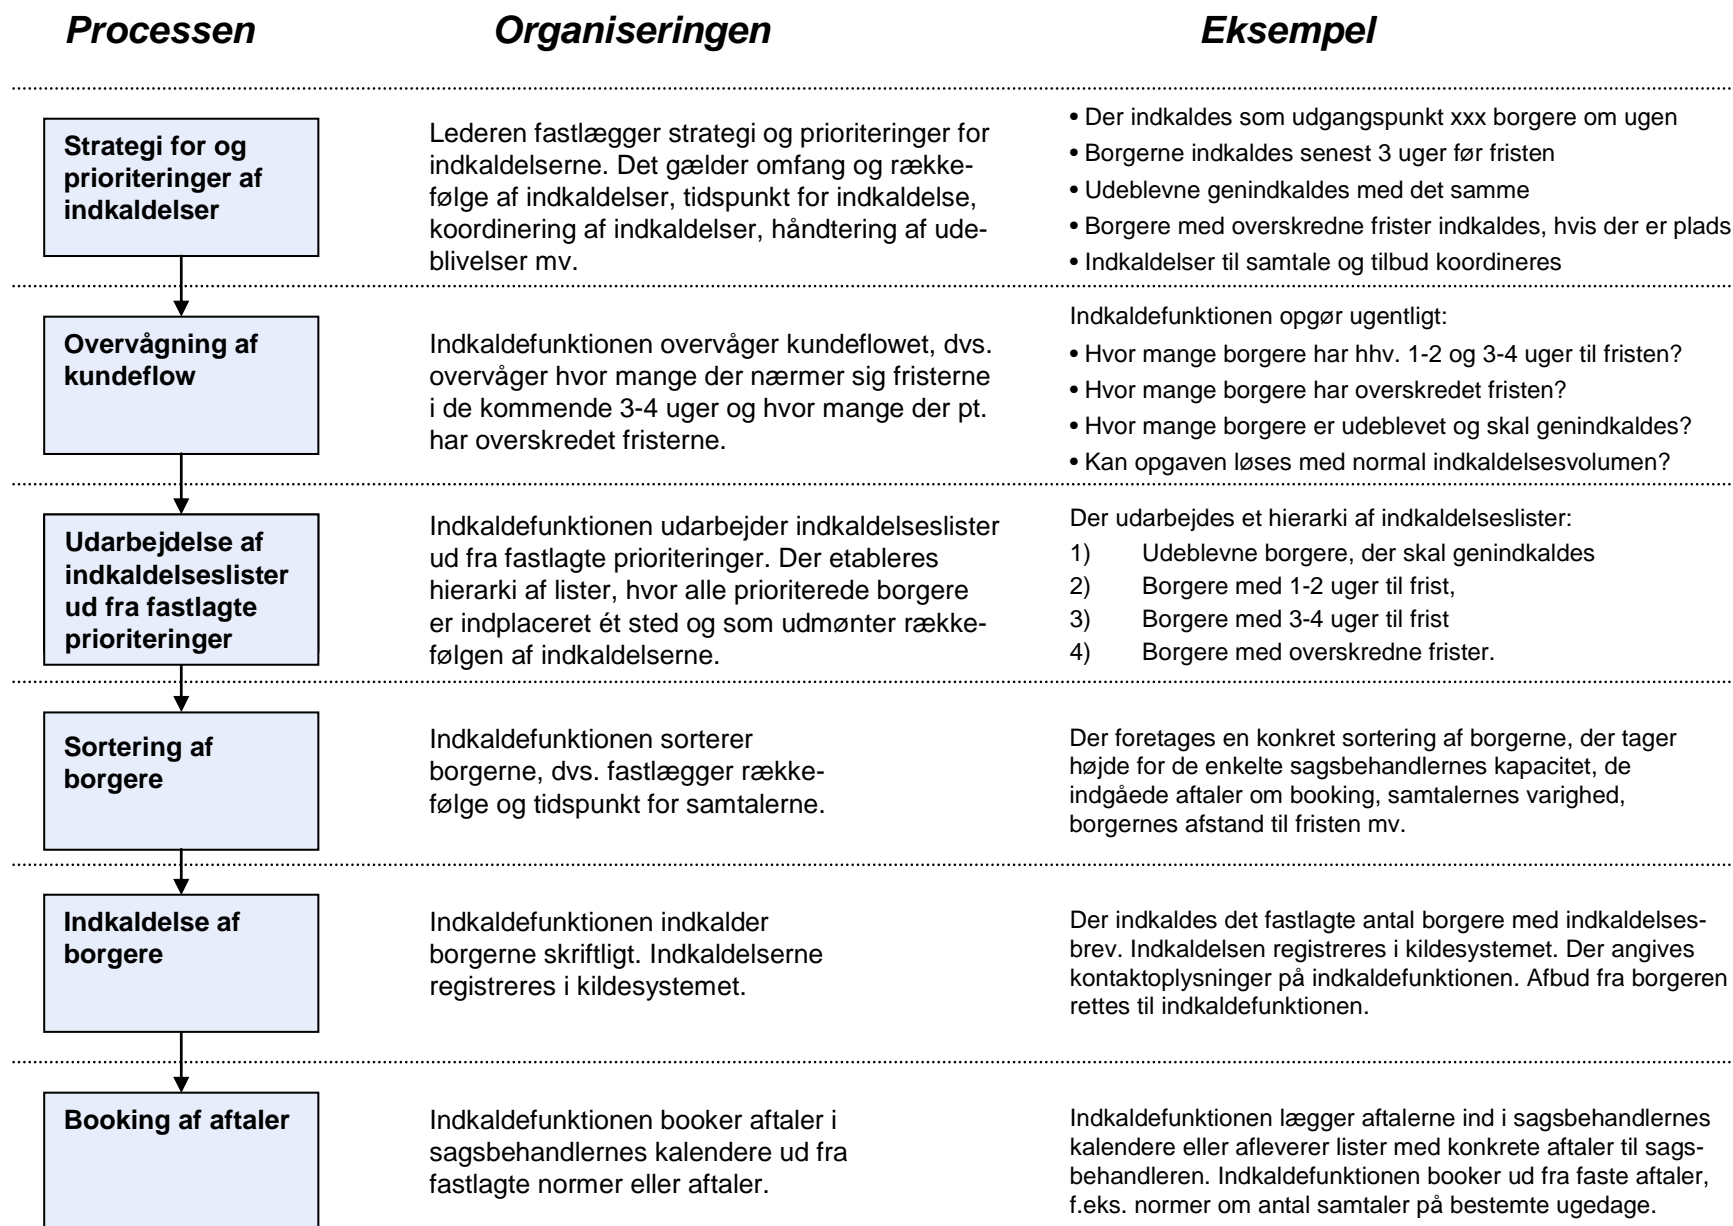 Processen
Organiseringen
Eksempel
Strategi for og
prioriteringer af
indkaldelser
Lederen fastlægger strategi og prioriteringer for
indkaldelserne. Det gælder omfang og række-
følge af indkaldelser, tidspunkt for indkaldelse,
koordinering af indkaldelser, håndtering af ude-
blivelser mv.
• Der indkaldes som udgangspunkt xxx borgere om ugen
• Borgerne indkaldes senest 3 uger før fristen
• Udeblevne genindkaldes med det samme
• Borgere med overskredne frister indkaldes, hvis der er plads
• Indkaldelser til samtale og tilbud koordineres
Overvågning af
kundeflow
Indkaldefunktionen overvåger kundeflowet, dvs.
overvåger hvor mange der nærmer sig fristerne
i de kommende 3-4 uger og hvor mange der pt.
har overskredet fristerne.
Indkaldefunktionen opgør ugentligt:
• Hvor mange borgere har hhv. 1-2 og 3-4 uger til fristen?
• Hvor mange borgere har overskredet fristen?
• Hvor mange borgere er udeblevet og skal genindkaldes?
• Kan opgaven løses med normal indkaldelsesvolumen?
Udarbejdelse af
indkaldelseslister
ud fra fastlagte
prioriteringer
Indkaldefunktionen udarbejder indkaldelseslister
ud fra fastlagte prioriteringer. Der etableres
hierarki af lister, hvor alle prioriterede borgere
er indplaceret ét sted og som udmønter række-
følgen af indkaldelserne.
Der udarbejdes et hierarki af indkaldelseslister:
1) Udeblevne borgere, der skal genindkaldes
2) Borgere med 1-2 uger til frist,
3) Borgere med 3-4 uger til frist
4) Borgere med overskredne frister.
Sortering af
borgere
Indkaldefunktionen sorterer
borgerne, dvs. fastlægger række-
følge og tidspunkt for samtalerne.
Der foretages en konkret sortering af borgerne, der tager
højde for de enkelte sagsbehandlernes kapacitet, de
indgåede aftaler om booking, samtalernes varighed,
borgernes afstand til fristen mv.
Indkaldelse af
borgere
Indkaldefunktionen indkalder
borgerne skriftligt. Indkaldelserne
registreres i kildesystemet.
Der indkaldes det fastlagte antal borgere med indkaldelses-
brev. Indkaldelsen registreres i kildesystemet. Der angives
kontaktoplysninger på indkaldefunktionen. Afbud fra borgeren
rettes til indkaldefunktionen.
Booking af aftaler
Indkaldefunktionen booker aftaler i
sagsbehandlernes kalendere ud fra
fastlagte normer eller aftaler.
Indkaldefunktionen lægger aftalerne ind i sagsbehandlernes
kalendere eller afleverer lister med konkrete aftaler til sags-
behandleren. Indkaldefunktionen booker ud fra faste aftaler,
f.eks. normer om antal samtaler på bestemte ugedage.